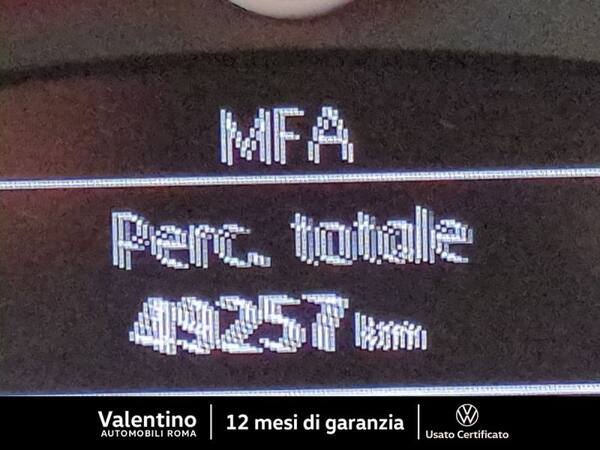 MFA
Perc. totale
49257 km
Valentino
AUTOMOBILI ROMA
12 mesi di garanzia
Usato Certificato